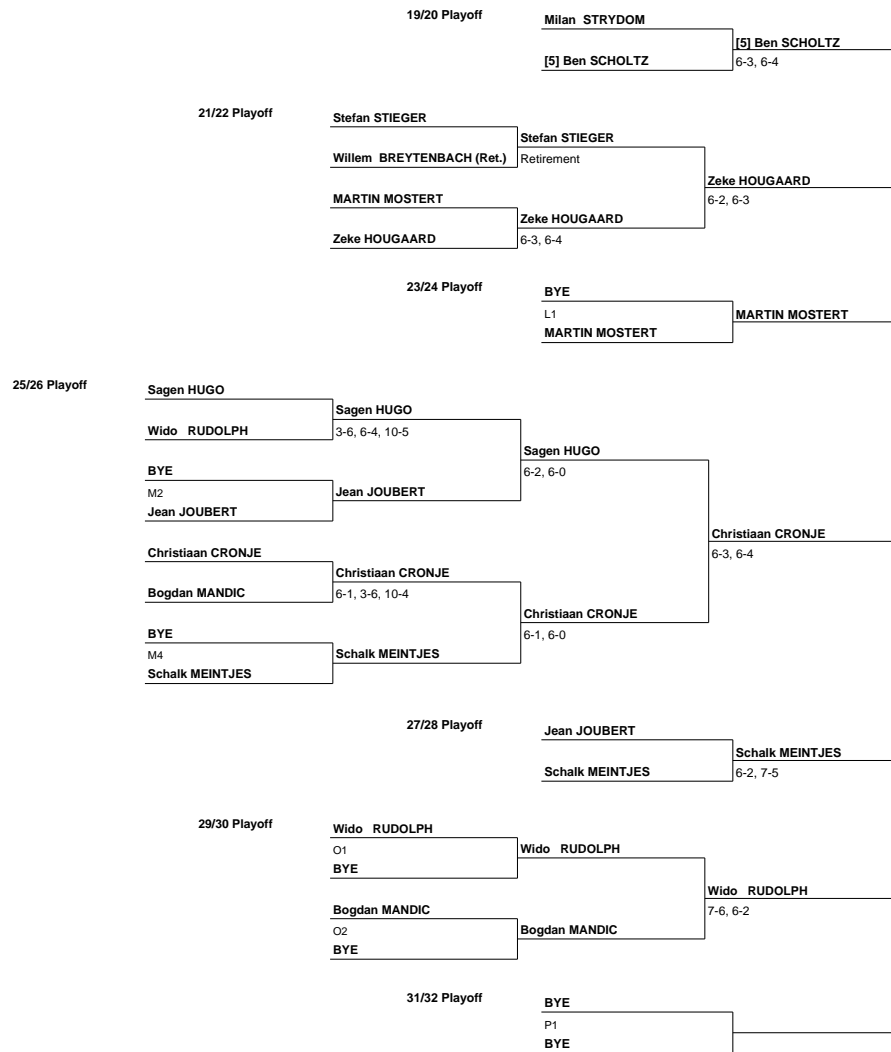 19/20 Playoff
Milan STRYDOM
[5] Ben SCHOLTZ
[5] Ben SCHOLTZ
6-3, 6-4
21/22 Playoff
Stefan STIEGER
Stefan STIEGER
Willem BREYTENBACH (Ret.)
Retirement
Zeke HOUGAARD
MARTIN MOSTERT
6-2, 6-3
Zeke HOUGAARD
Zeke HOUGAARD
6-3, 6-4
23/24 Playoff
BYE
L1
MARTIN MOSTERT
MARTIN MOSTERT
25/26 Playoff
Sagen HUGO
Sagen HUGO
Wido RUDOLPH
3-6, 6-4, 10-5
Sagen HUGO
BYE
6-2, 6-0
M2
Jean JOUBERT
Jean JOUBERT
Christiaan CRONJE
Christiaan CRONJE
6-3, 6-4
Christiaan CRONJE
Bogdan MANDIC
6-1, 3-6, 10-4
Christiaan CRONJE
BYE
6-1, 6-0
M4
Schalk MEINTJES
Schalk MEINTJES
27/28 Playoff
Jean JOUBERT
Schalk MEINTJES
Schalk MEINTJES
6-2, 7-5
29/30 Playoff
Wido RUDOLPH
O1
Wido RUDOLPH
BYE
Wido RUDOLPH
Bogdan MANDIC
7-6, 6-2
O2
Bogdan MANDIC
BYE
31/32 Playoff
BYE
P1
BYE